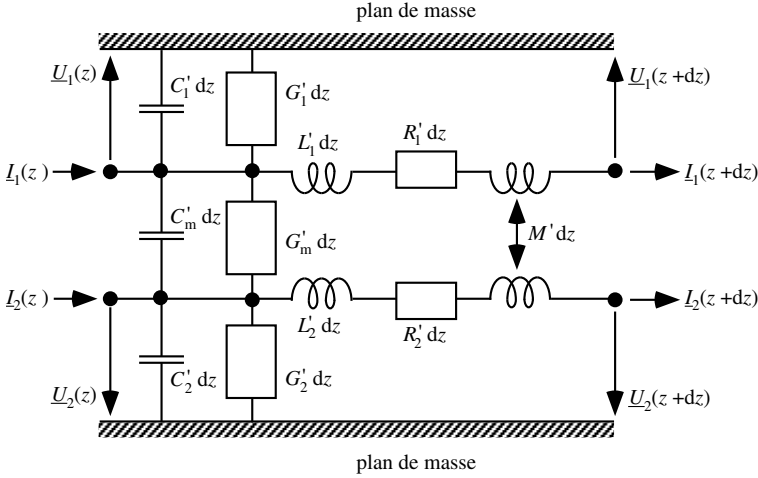 plan de masse
U₁(z)
C'₁ dz
G'₁ dz
U₁(z +dz)
L'₁ dz
R'₁ dz
I₁(z )
I₁(z +dz)
C'ₘ dz
G'ₘ dz
M ' dz
I₂(z )
I₂(z +dz)
L'₂ dz
R'₂ dz
C'₂ dz
G'₂ dz
U₂(z)
U₂(z +dz)
plan de masse